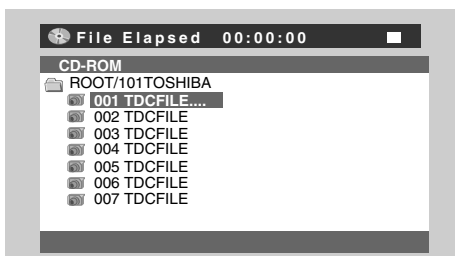 File Elapsed 00:00:00
CD-ROM
ROOT/101TOSHIBA
001 TDCFILE....
002 TDCFILE
003 TDCFILE
004 TDCFILE
005 TDCFILE
006 TDCFILE
007 TDCFILE